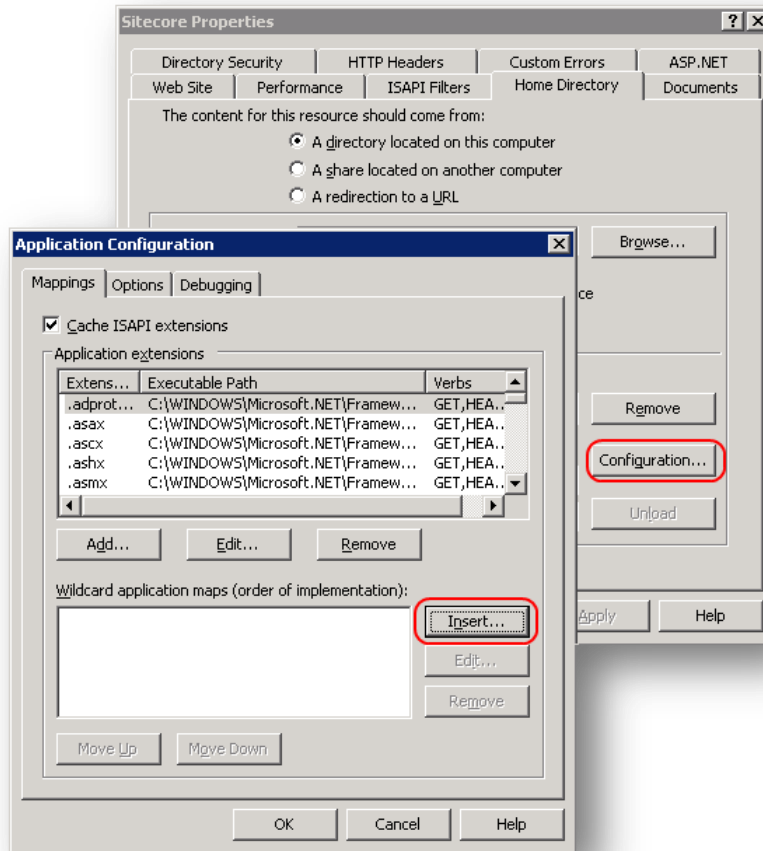 Sitecore Properties
Directory Security HTTP Headers Custom Errors ASP.NET
Web Site Performance ISAPI Filters Home Directory Documents
The content for this resource should come from:
A directory located on this computer
A share located on another computer
A redirection to a URL
Browse...
ce
Remove
Configuration...
Unload
Apply Help
Application Configuration
Mappings Options Debugging
Cache ISAPI extensions
Application extensions
Extens... Executable Path Verbs
.adprot... C:\WINDOWS\Microsoft.NET\Framew... GET,HEA..
.asax C:\WINDOWS\Microsoft.NET\Framew... GET,HEA..
.ascx C:\WINDOWS\Microsoft.NET\Framew... GET,HEA..
.ashx C:\WINDOWS\Microsoft.NET\Framew... GET,HEA..
.asmx C:\WINDOWS\Microsoft.NET\Framew... GET,HEA..
Add... Edit... Remove
Wildcard application maps (order of implementation):
Insert...
Edit...
Remove
Move Up Move Down
OK Cancel Help